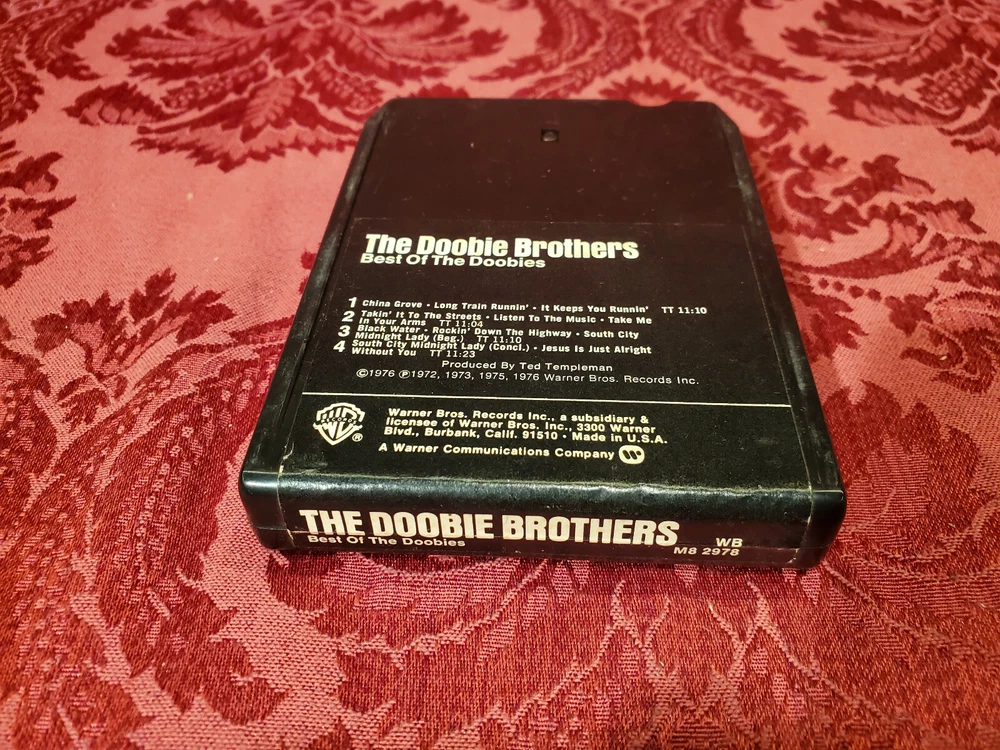 The Doobie Brothers
Best Of The Doobies
1 China Grove • Long Train Runnin' • It Keeps You Runnin' TT 11:10
2 Takin' It To The Streets • Listen To The Music • Take Me
In Your Arms TT 11:04
3 Black Water • Rockin' Down The Highway • South City
Midnight Lady (Beg.) TT 11:10
4 South City Midnight Lady (Concl.) • Jesus Is Just Alright
Without You TT 11:23
Produced By Ted Templeman
©1976 ℗1972, 1973, 1975, 1976 Warner Bros. Records Inc.
WB
RECORDS
®
Warner Bros. Records Inc., a subsidiary &
licensee of Warner Bros. Inc., 3300 Warner
Blvd., Burbank, Calif. 91510 • Made in U.S.A.
A Warner Communications Company
THE DOOBIE BROTHERS
Best Of The Doobies
WB
M8 2978